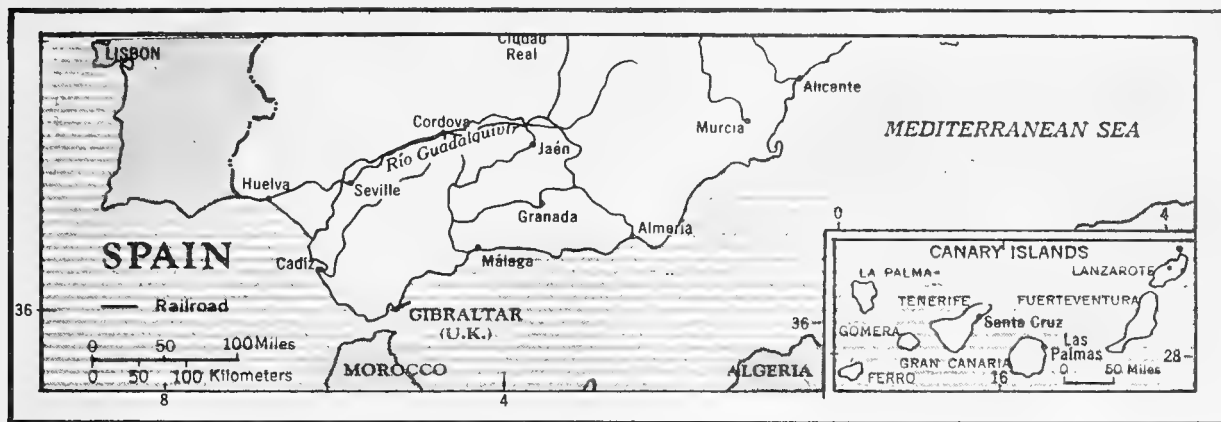 LISBON
Ciudad
Real
Alicante
Murcia
Cordova
Río Guadalquivir
Jaén
MEDITERRANEAN SEA
Huelva
Seville
Granada
Almería
0
4
SPAIN
Cadiz
Málaga
Railroad
36
GIBRALTAR
(U.K.)
36
0 50 100 Miles
0 50 100 Kilometers
MOROCCO
ALGERIA
8
4
CANARY ISLANDS
LA PALMA
LANZAROTE
TENERIFE
FUERTEVENTURA
Santa Cruz
GOMERA
Las
Palmas
GRAN CANARIA
28
FERRO
16
0 50 Miles